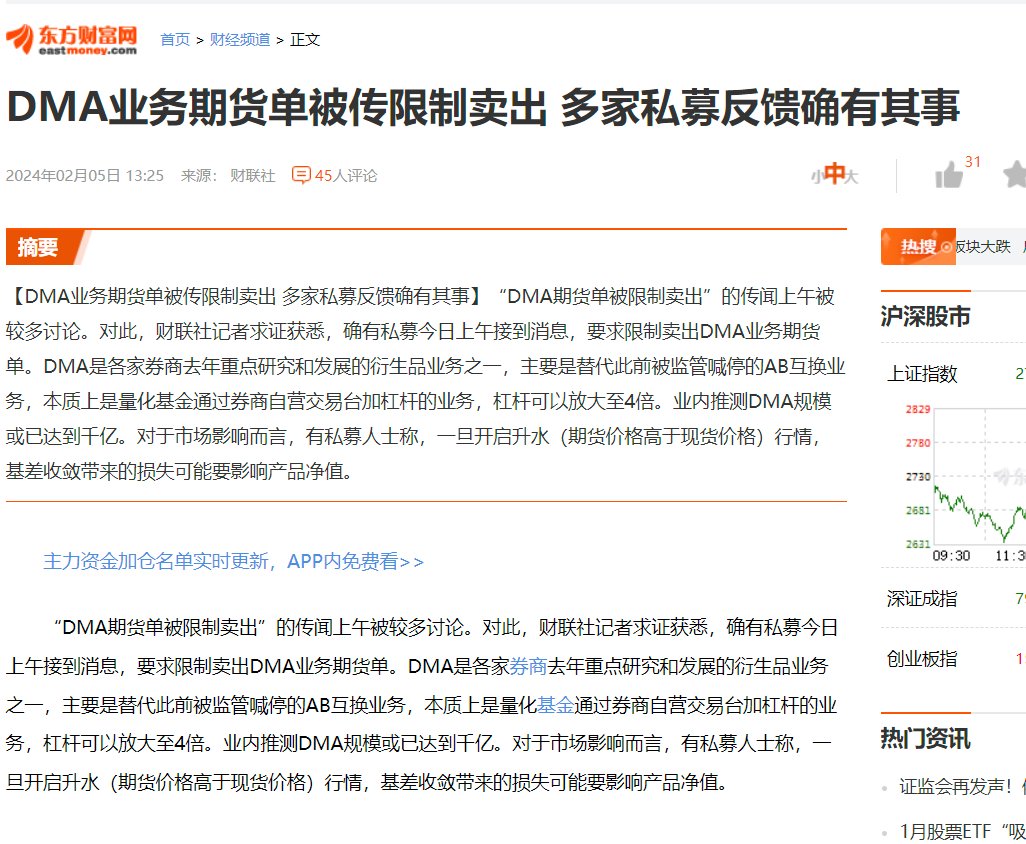 东方财富网
eastmoney.com
首页 > 财经频道 > 正文
DMA业务期货单被传限制卖出 多家私募反馈确有其事
2024年02月05日 13:25 来源: 财联社 45人评论
小中大
31
摘要
【DMA业务期货单被传限制卖出 多家私募反馈确有其事】“DMA期货单被限制卖出”的传闻上午被
较多讨论。对此，财联社记者求证获悉，确有私募今日上午接到消息，要求限制卖出DMA业务期货
单。DMA是各家券商去年重点研究和发展的衍生品业务之一，主要是替代此前被监管喊停的AB互换业
务，本质上是量化基金通过券商自营交易台加杠杆的业务，杠杆可以放大至4倍。业内推测DMA规模
或已达到千亿。对于市场影响而言，有私募人士称，一旦开启升水（期货价格高于现货价格）行情，
基差收敛带来的损失可能要影响产品净值。
主力资金加仓名单实时更新，APP内免费看>>
“DMA期货单被限制卖出”的传闻上午被较多讨论。对此，财联社记者求证获悉，确有私募今日
上午接到消息，要求限制卖出DMA业务期货单。DMA是各家券商去年重点研究和发展的衍生品业务
之一，主要是替代此前被监管喊停的AB互换业务，本质上是量化基金通过券商自营交易台加杠杆的业
务，杠杆可以放大至4倍。业内推测DMA规模或已达到千亿。对于市场影响而言，有私募人士称，一
旦开启升水（期货价格高于现货价格）行情，基差收敛带来的损失可能要影响产品净值。
热搜 板块大跌
沪深股市
上证指数
2829
2780
2730
2681
2631
09:30 11:3
深证成指
创业板指
热门资讯
证监会再发声！
1月股票ETF“吸